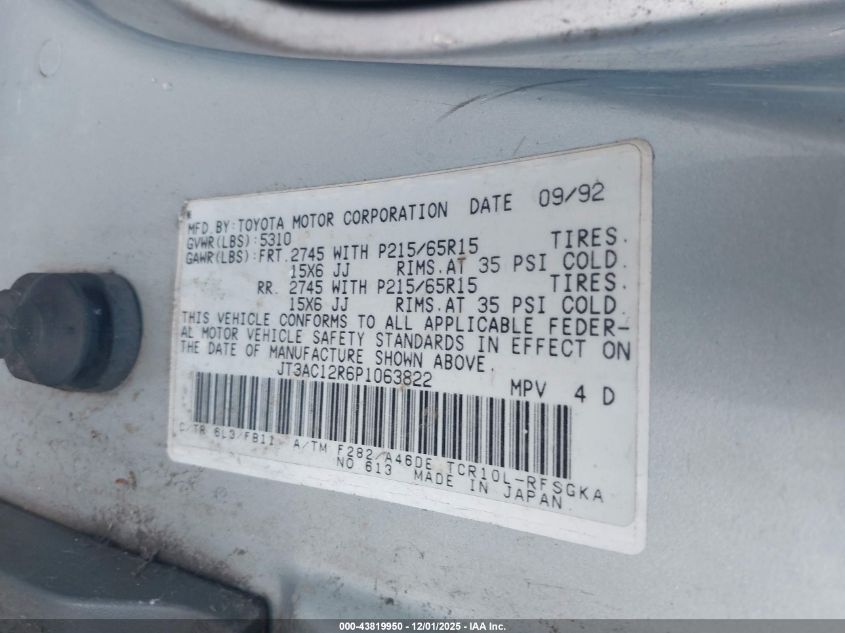 MFD.BY:TOYOTA MOTOR CORPORATION DATE 09/92
GVWR(LBS):5310
GAWR(LBS):FRT.2745 WITH P215/65R15 TIRES.
15X6 JJ RIMS.AT 35 PSI COLD.
RR. 2745 WITH P215/65R15 TIRES.
15X6 JJ RIMS.AT 35 PSI COLD.
THIS VEHICLE CONFORMS TO ALL APPLICABLE FEDER-
AL MOTOR VEHICLE SAFETY STANDARDS IN EFFECT ON
THE DATE OF MANUFACTURE SHOWN ABOVE.
JT3AC12R6P1063822 MPV 4 D
C/TR 6L3/FB11 A/TM F282/A46DE TCR10L-RFSGKA
NO 613 MADE IN JAPAN
000-43819950 - 12/01/2025 - IAA Inc.